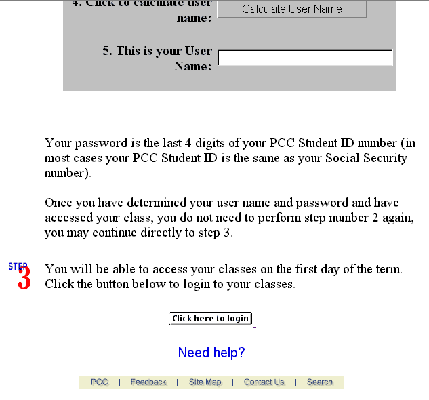 4. Click to calculate user
name:
Calculate User Name
5. This is your User
Name:
Your password is the last 4 digits of your PCC Student ID number (in
most cases your PCC Student ID is the same as your Social Security
number).
Once you have determined your user name and password and have
accessed your class, you do not need to perform step number 2 again,
you may continue directly to step 3.
STEP
3
You will be able to access your classes on the first day of the term.
Click the button below to login to your classes.
Click here to login
Need help?
PCC | Feedback | Site Map | Contact Us | Search